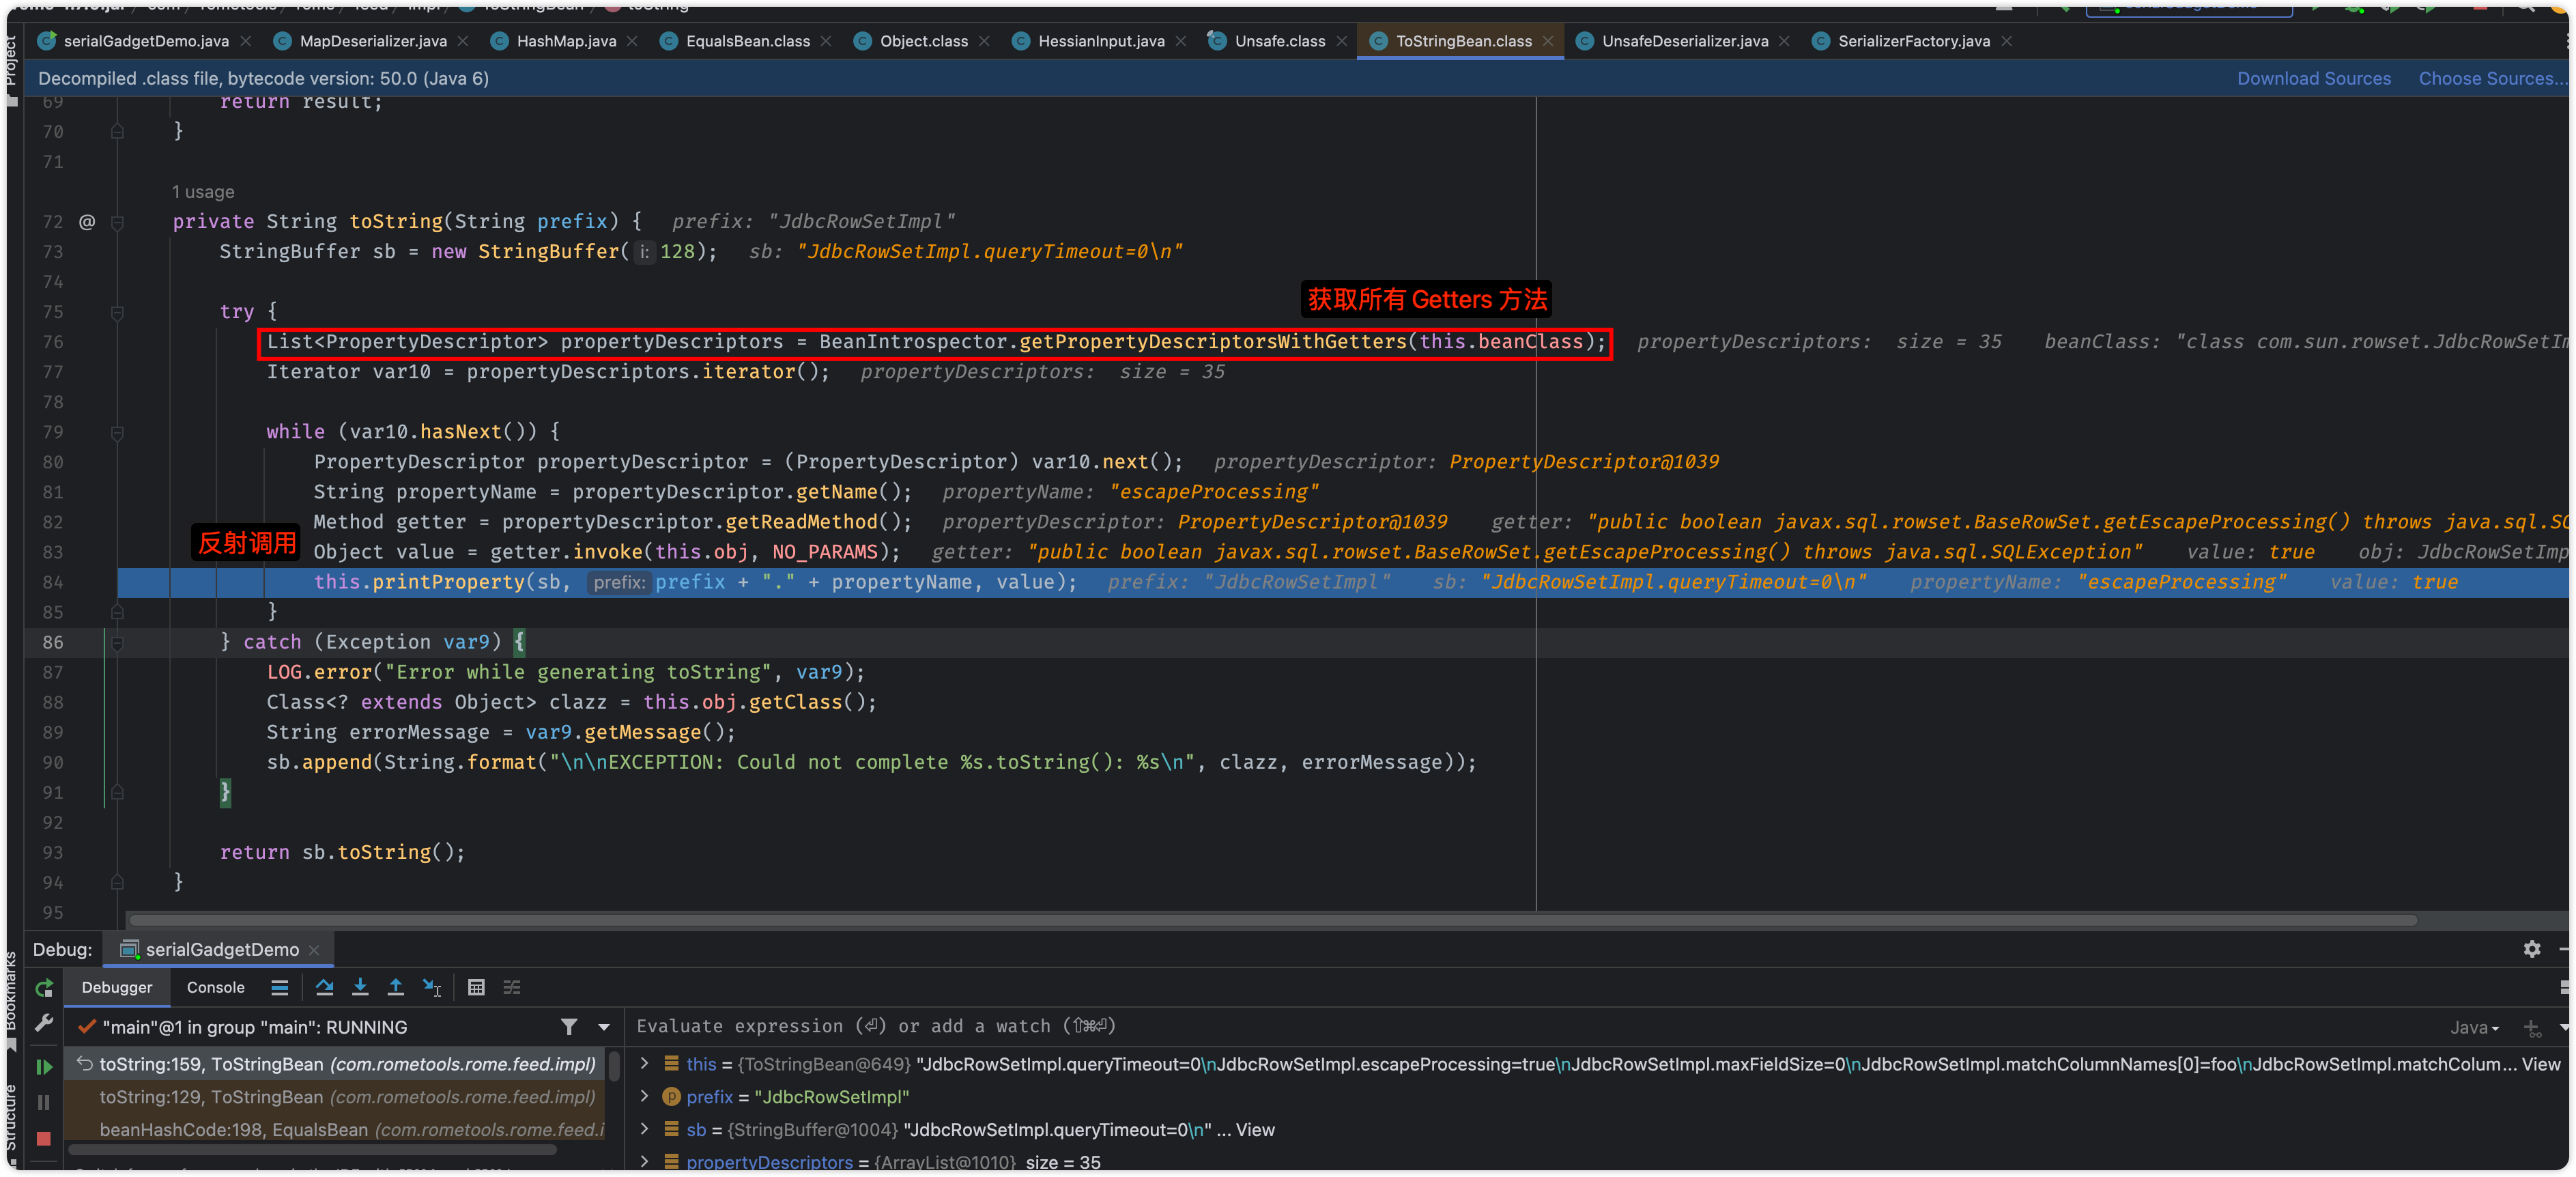 serialGadgetDemo.java MapDeserializer.java HashMap.java EqualsBean.class Object.class HessianInput.java Unsafe.class ToStringBean.class UnsafeDeserializer.java SerializerFactory.java
Project
Decompiled .class file, bytecode version: 50.0 (Java 6) Download Sources Choose Sources...
69 return result;
70 }
71
1 usage
72 @ private String toString(String prefix) { prefix: "JdbcRowSetImpl"
73 StringBuffer sb = new StringBuffer( i: 128); sb: "JdbcRowSetImpl.queryTimeout=0\n"
74
获取所有 Getters 方法
75 try {
76 List<PropertyDescriptor> propertyDescriptors = BeanIntrospector.getPropertyDescriptorsWithGetters(this.beanClass); propertyDescriptors: size = 35 beanClass: "class com.sun.rowset.JdbcRowSetIm
77 Iterator var10 = propertyDescriptors.iterator(); propertyDescriptors: size = 35
78
79 while (var10.hasNext()) {
80 PropertyDescriptor propertyDescriptor = (PropertyDescriptor) var10.next(); propertyDescriptor: PropertyDescriptor@1039
81 String propertyName = propertyDescriptor.getName(); propertyName: "escapeProcessing"
82 Method getter = propertyDescriptor.getReadMethod(); propertyDescriptor: PropertyDescriptor@1039 getter: "public boolean javax.sql.rowset.BaseRowSet.getEscapeProcessing() throws java.sql.SQ
反射调用
83 Object value = getter.invoke(this.obj, NO_PARAMS); getter: "public boolean javax.sql.rowset.BaseRowSet.getEscapeProcessing() throws java.sql.SQLException" value: true obj: JdbcRowSetImp
84 this.printProperty(sb, prefix: prefix + "." + propertyName, value); prefix: "JdbcRowSetImpl" sb: "JdbcRowSetImpl.queryTimeout=0\n" propertyName: "escapeProcessing" value: true
85 }
86 } catch (Exception var9) {
87 LOG.error("Error while generating toString", var9);
88 Class<? extends Object> clazz = this.obj.getClass();
89 String errorMessage = var9.getMessage();
90 sb.append(String.format("\n\nEXCEPTION: Could not complete %s.toString(): %s\n", clazz, errorMessage));
91 }
92
93 return sb.toString();
94 }
95
Debug: serialGadgetDemo
Bookmarks
Debugger Console
"main"@1 in group "main": RUNNING
Evaluate expression (⏎) or add a watch (⇧⌘⏎) Java
toString:159, ToStringBean (com.rometools.rome.feed.impl)
toString:129, ToStringBean (com.rometools.rome.feed.impl)
beanHashCode:198, EqualsBean (com.rometools.rome.feed.i
Structure
this = {ToStringBean@649} "JdbcRowSetImpl.queryTimeout=0\nJdbcRowSetImpl.escapeProcessing=true\nJdbcRowSetImpl.maxFieldSize=0\nJdbcRowSetImpl.matchColumnNames[0]=foo\nJdbcRowSetImpl.matchColum... View
prefix = "JdbcRowSetImpl"
sb = {StringBuffer@1004} "JdbcRowSetImpl.queryTimeout=0\n" ... View
propertyDescriptors = {ArrayList@1010} size = 35